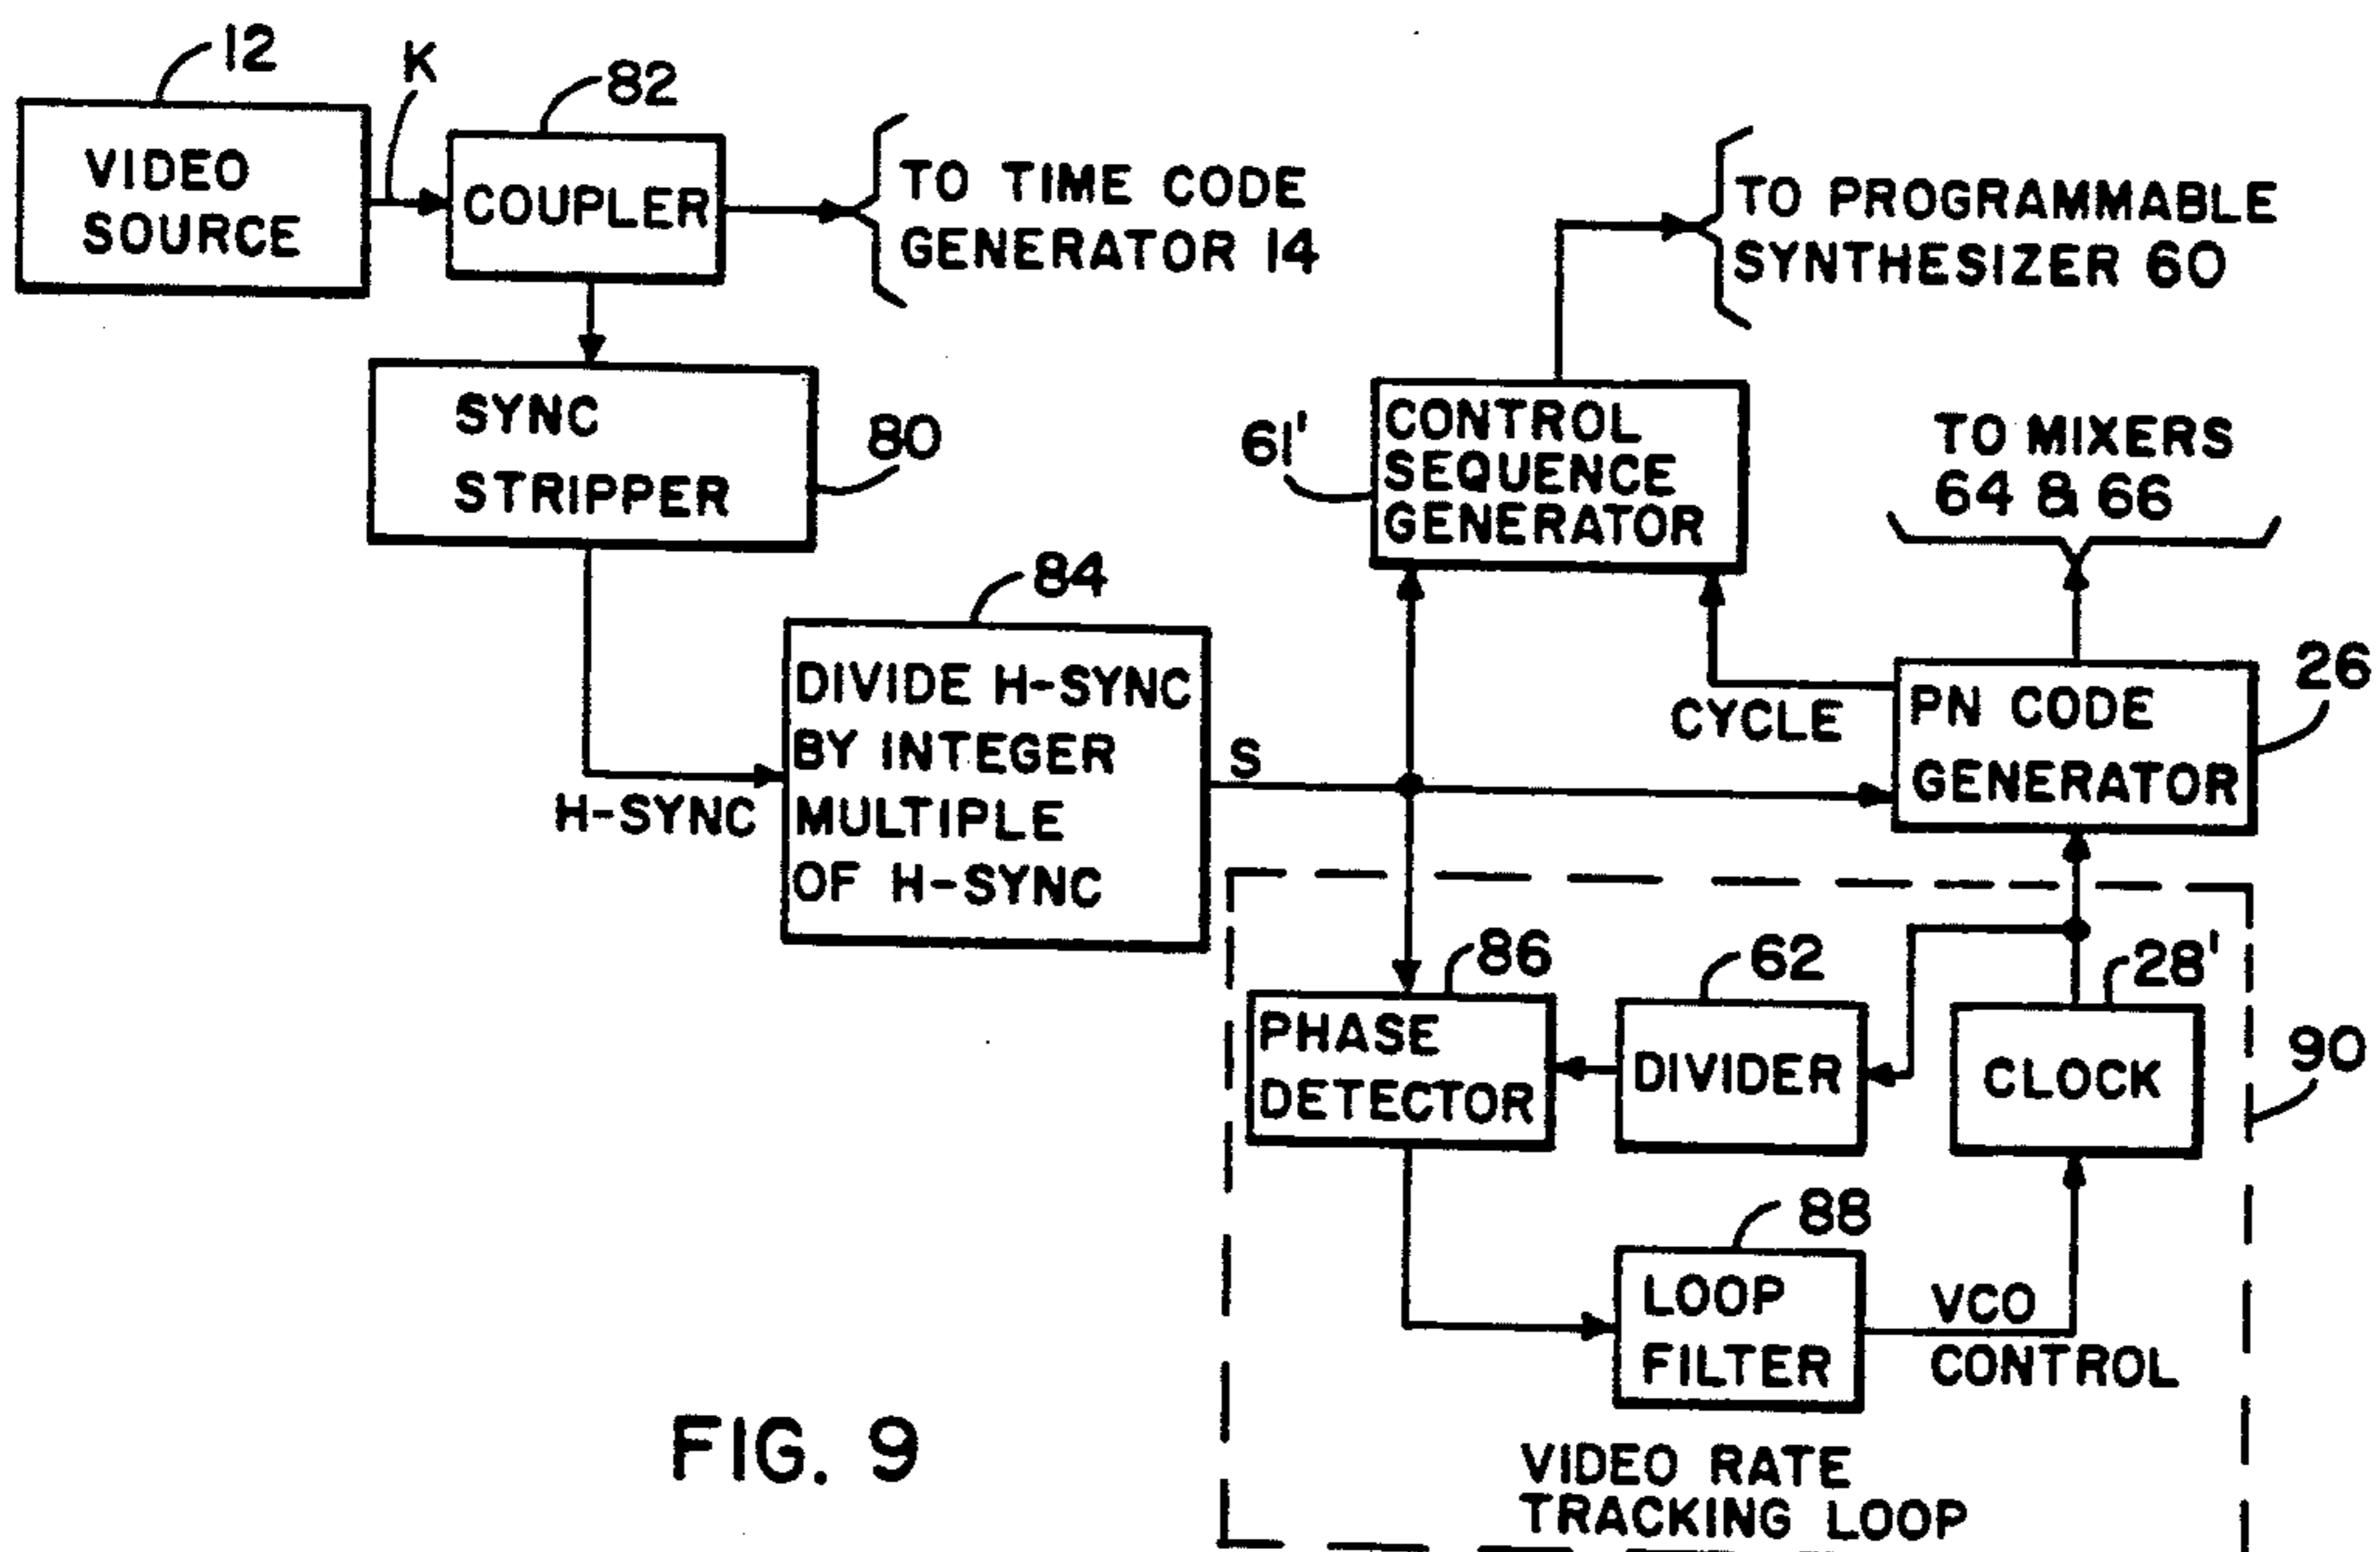 12
K
82
VIDEO
SOURCE
COUPLER
TO TIME CODE
GENERATOR 14
TO PROGRAMMABLE
SYNTHESIZER 60
SYNC
STRIPPER
80
61'
CONTROL
SEQUENCE
GENERATOR
TO MIXERS
64 & 66
84
DIVIDE H-SYNC
BY INTEGER
MULTIPLE
OF H-SYNC
H-SYNC
S
CYCLE
PN CODE
GENERATOR
26
86
62
28'
PHASE
DETECTOR
DIVIDER
CLOCK
90
88
LOOP
FILTER
VCO
CONTROL
FIG. 9
VIDEO RATE
TRACKING LOOP